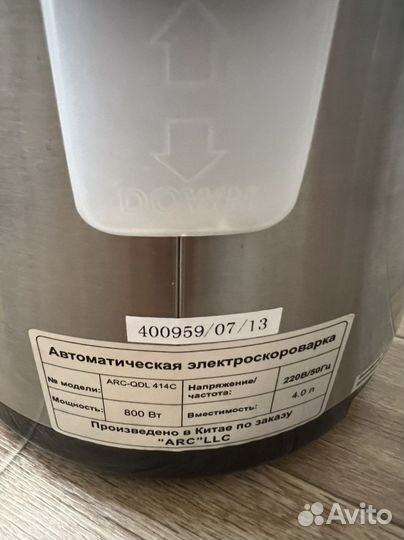 DOWN
400959/07/13
Автоматическая электроскороварка
№ модели: ARC-QDL 414C Напряжение/частота: 220В/50Гц
Мощность: 800 Вт Вместимость: 4.0 л
Произведено в Китае по заказу
"ARC"LLC
Avito